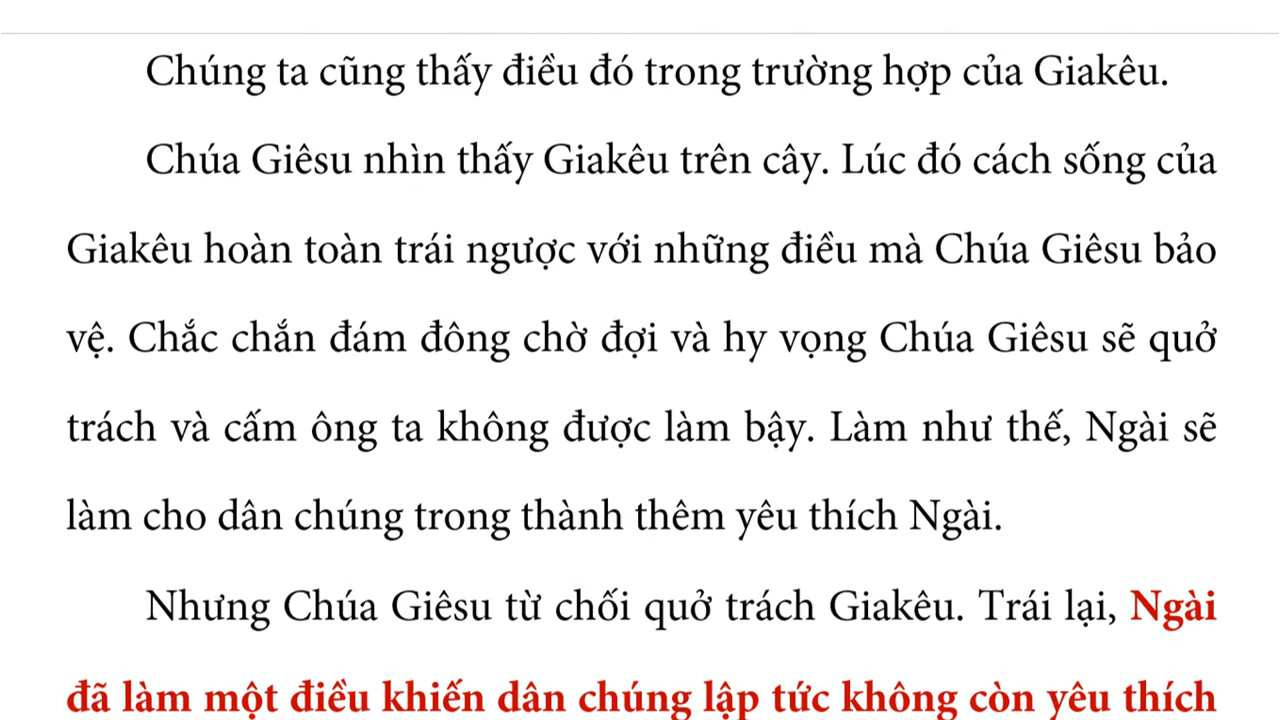 Chúng ta cũng thấy điều đó trong trường hợp của Giakêu.
Chúa Giêsu nhìn thấy Giakêu trên cây. Lúc đó cách sống của
Giakêu hoàn toàn trái ngược với những điều mà Chúa Giêsu bảo
vệ. Chắc chắn đám đông chờ đợi và hy vọng Chúa Giêsu sẽ quở
trách và cấm ông ta không được làm bậy. Làm như thế, Ngài sẽ
làm cho dân chúng trong thành thêm yêu thích Ngài.
Nhưng Chúa Giêsu từ chối quở trách Giakêu. Trái lại, Ngài
đã làm một điều khiến dân chúng lập tức không còn yêu thích